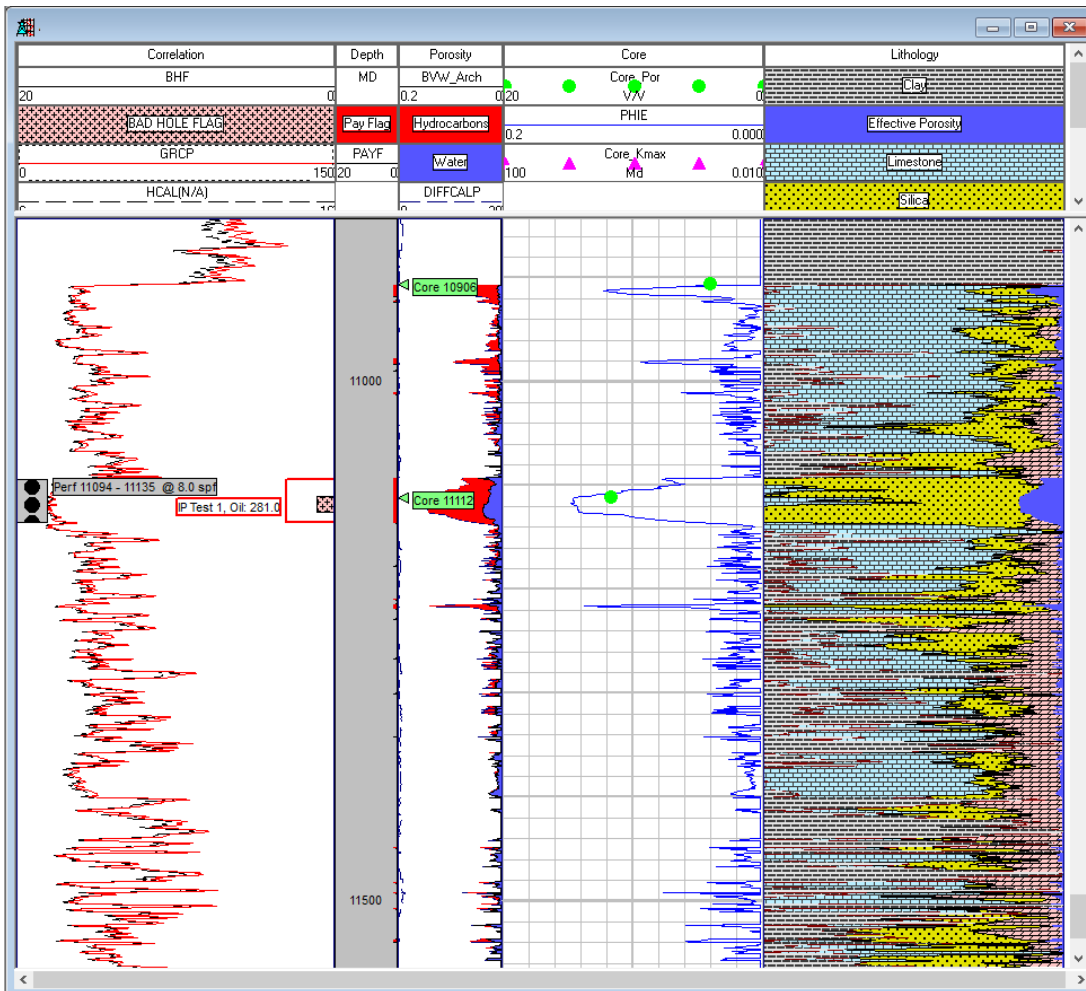 Correlation Depth Porosity Core Lithology
BHF MD BVW_Arch Core_Por Clay
20 0 0.2 0 20 V/V 0
BAD HOLE FLAG Pay Flag Hydrocarbons PHIE Effective Porosity
0.2 0.000
GRCP PAYF Water Core_Kmax Limestone
0 150 20 0 100 Md 0.010
HCAL(N/A) DIFFCALP Silica
Core 10906
11000
Perf 11094 - 11135 @ 8.0 spf
IP Test 1, Oil: 281.0
Core 11112
11500